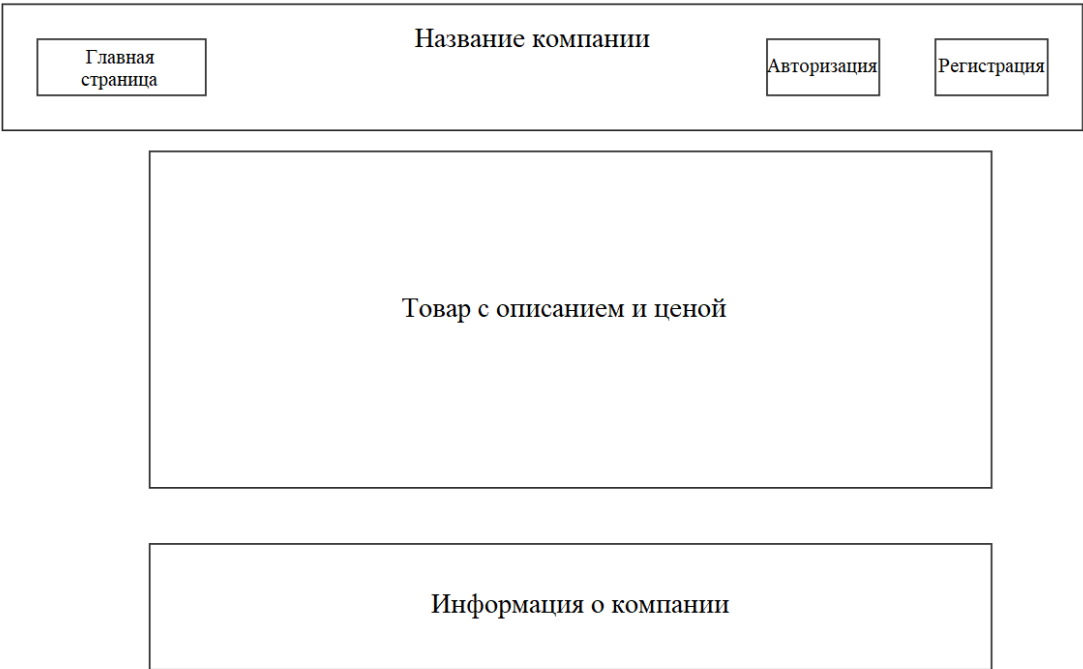 Название компании
Главная
страница
Авторизация
Регистрация
Товар с описанием и ценой
Информация о компании